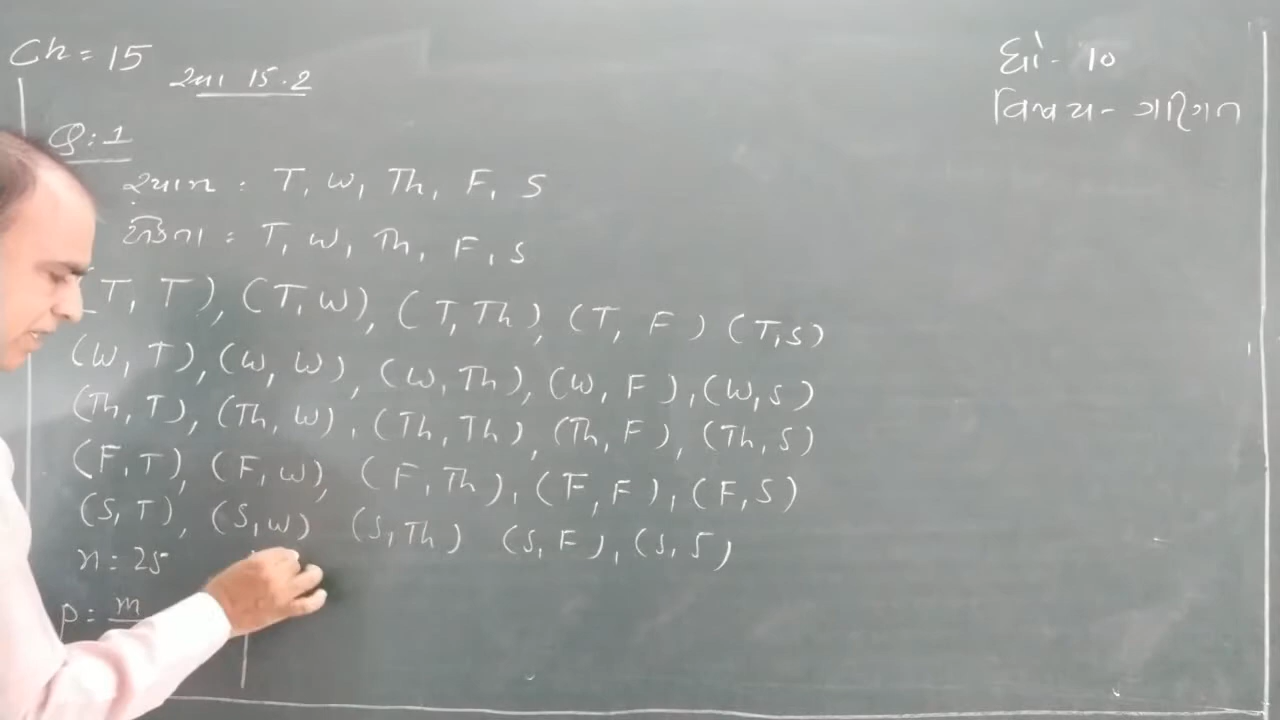 Ch = 15
સ્વા 15.2
ધો - 10
વિષય - ગણિત
Q:1
શ્યામ : T, W, Th, F, S
એકતા = T, W, Th, F, S
(T, T), (T, W), (T, Th), (T, F) (T, S)
(W, T), (W, W), (W, Th), (W, F), (W, S)
(Th, T), (Th, W), (Th, Th), (Th, F), (Th, S)
(F, T), (F, W), (F, Th), (F, F), (F, S)
(S, T), (S, W) (S, Th) (S, F), (S, S)
n = 25
P = m